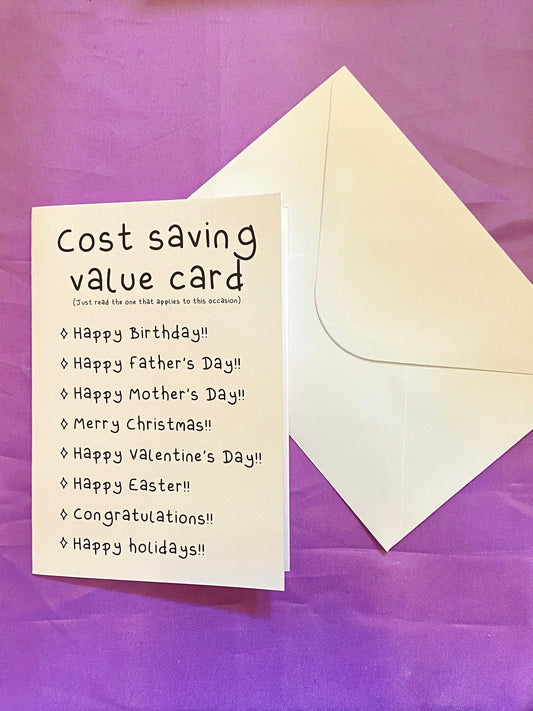 Cost saving
value card
(Just read the one that applies to this occasion)
✧ Happy Birthday!!
✧ Happy Father's Day!!
✧ Happy Mother's Day!!
✧ Merry Christmas!!
✧ Happy Valentine's Day!!
✧ Happy Easter!!
✧ Congratulations!!
✧ Happy holidays!!